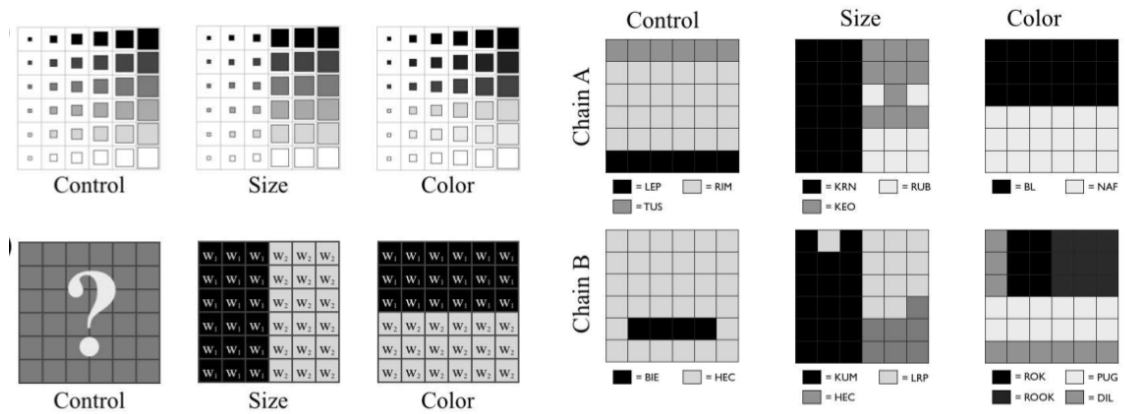 Control Size Color
Control Size Color
?
W1 W1 W1 W2 W2 W2 W1 W1 W1 W1 W1 W1
W1 W1 W1 W2 W2 W2 W1 W1 W1 W1 W1 W1
W1 W1 W1 W2 W2 W2 W1 W1 W1 W1 W1 W1
W1 W1 W1 W2 W2 W2 W2 W2 W2 W2 W2 W2
W1 W1 W1 W2 W2 W2 W2 W2 W2 W2 W2 W2
W1 W1 W1 W2 W2 W2 W2 W2 W2 W2 W2 W2
Control Size Color
Chain A
= LEP = RIM
= TUS
= KRN = RUB
= KEO
= BL = NAF
Chain B
= BIE = HEC
= KUM = LRP
= HEC
= ROK = PUG
= ROOK = DIL